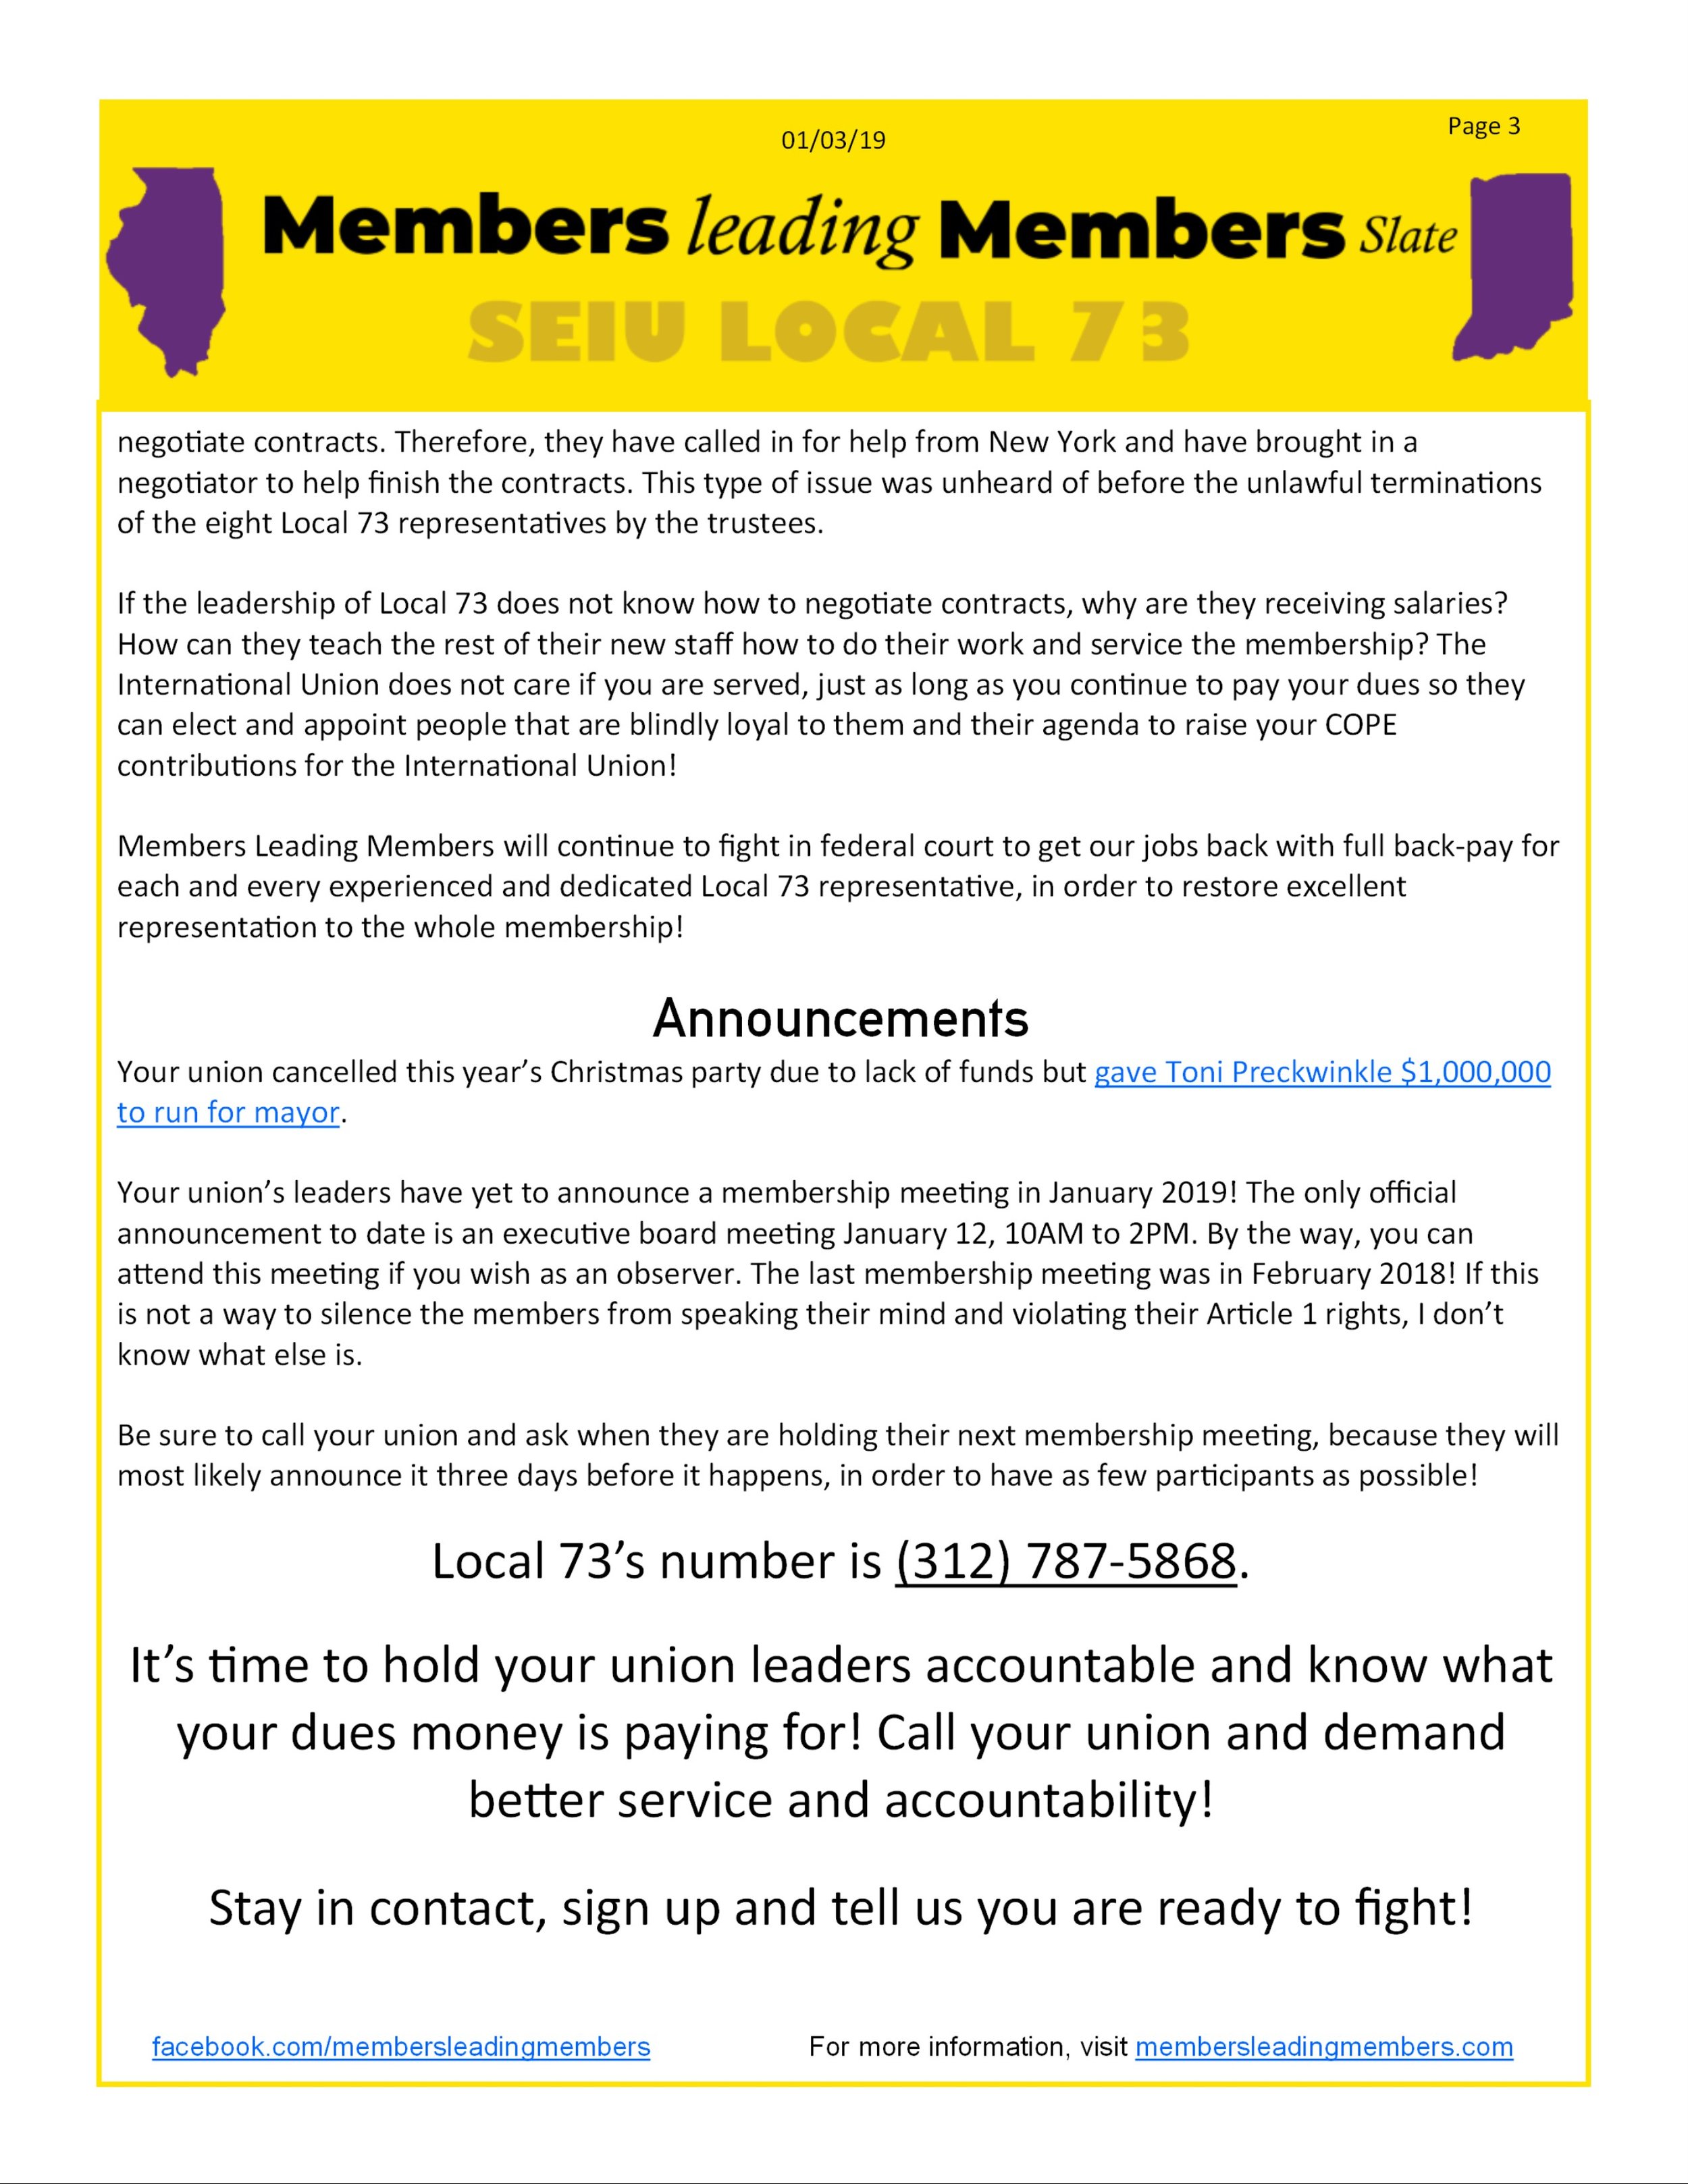 01/03/19
Page 3
Members leading Members Slate
SEIU LOCAL 73
negotiate contracts. Therefore, they have called in for help from New York and have brought in a
negotiator to help finish the contracts. This type of issue was unheard of before the unlawful terminations
of the eight Local 73 representatives by the trustees.
If the leadership of Local 73 does not know how to negotiate contracts, why are they receiving salaries?
How can they teach the rest of their new staff how to do their work and service the membership? The
International Union does not care if you are served, just as long as you continue to pay your dues so they
can elect and appoint people that are blindly loyal to them and their agenda to raise your COPE
contributions for the International Union!
Members Leading Members will continue to fight in federal court to get our jobs back with full back-pay for
each and every experienced and dedicated Local 73 representative, in order to restore excellent
representation to the whole membership!
Announcements
Your union cancelled this year’s Christmas party due to lack of funds but gave Toni Preckwinkle $1,000,000
to run for mayor.
Your union’s leaders have yet to announce a membership meeting in January 2019! The only official
announcement to date is an executive board meeting January 12, 10AM to 2PM. By the way, you can
attend this meeting if you wish as an observer. The last membership meeting was in February 2018! If this
is not a way to silence the members from speaking their mind and violating their Article 1 rights, I don’t
know what else is.
Be sure to call your union and ask when they are holding their next membership meeting, because they will
most likely announce it three days before it happens, in order to have as few participants as possible!
Local 73’s number is (312) 787-5868.
It’s time to hold your union leaders accountable and know what
your dues money is paying for! Call your union and demand
better service and accountability!
Stay in contact, sign up and tell us you are ready to fight!
facebook.com/membersleadingmembers
For more information, visit membersleadingmembers.com